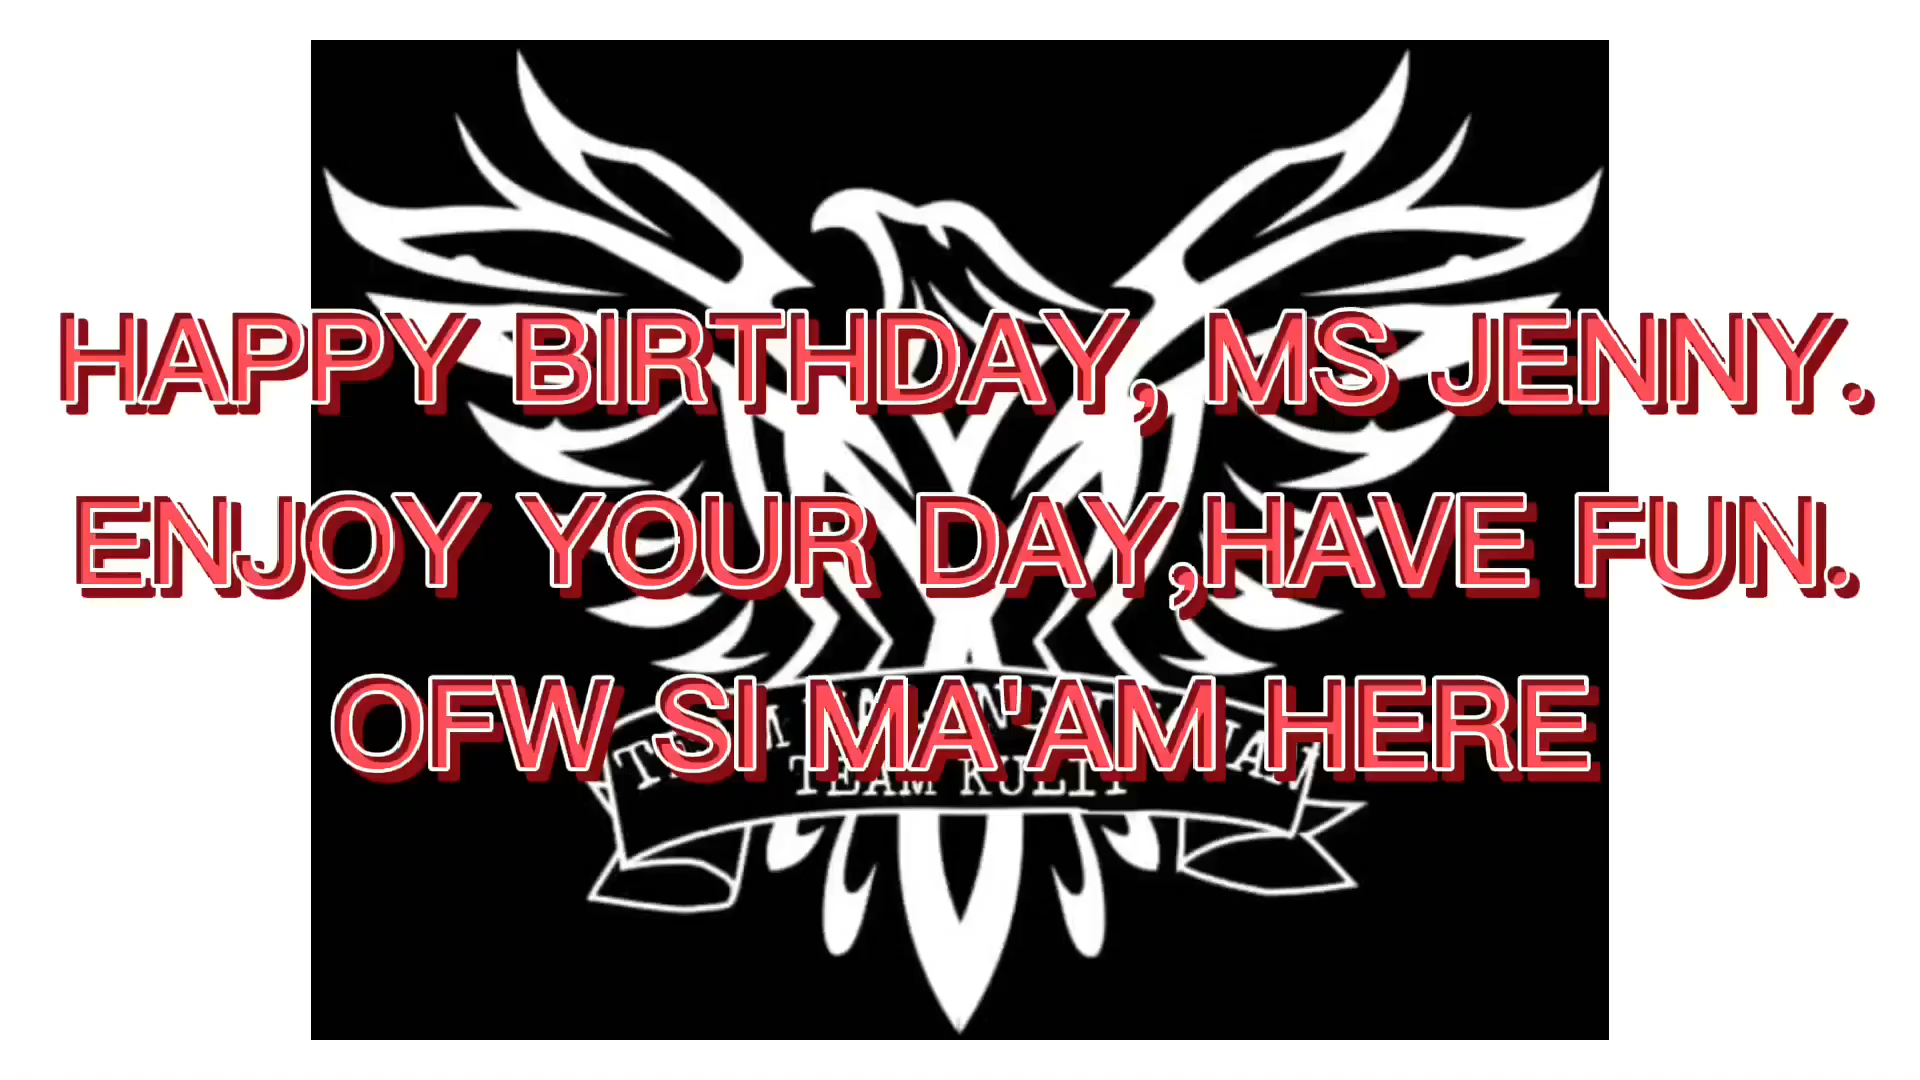 HAPPY BIRTHDAY, MS JENNY.
ENJOY YOUR DAY,HAVE FUN.
OFW SI MA'AM HERE
TEAM KULIT